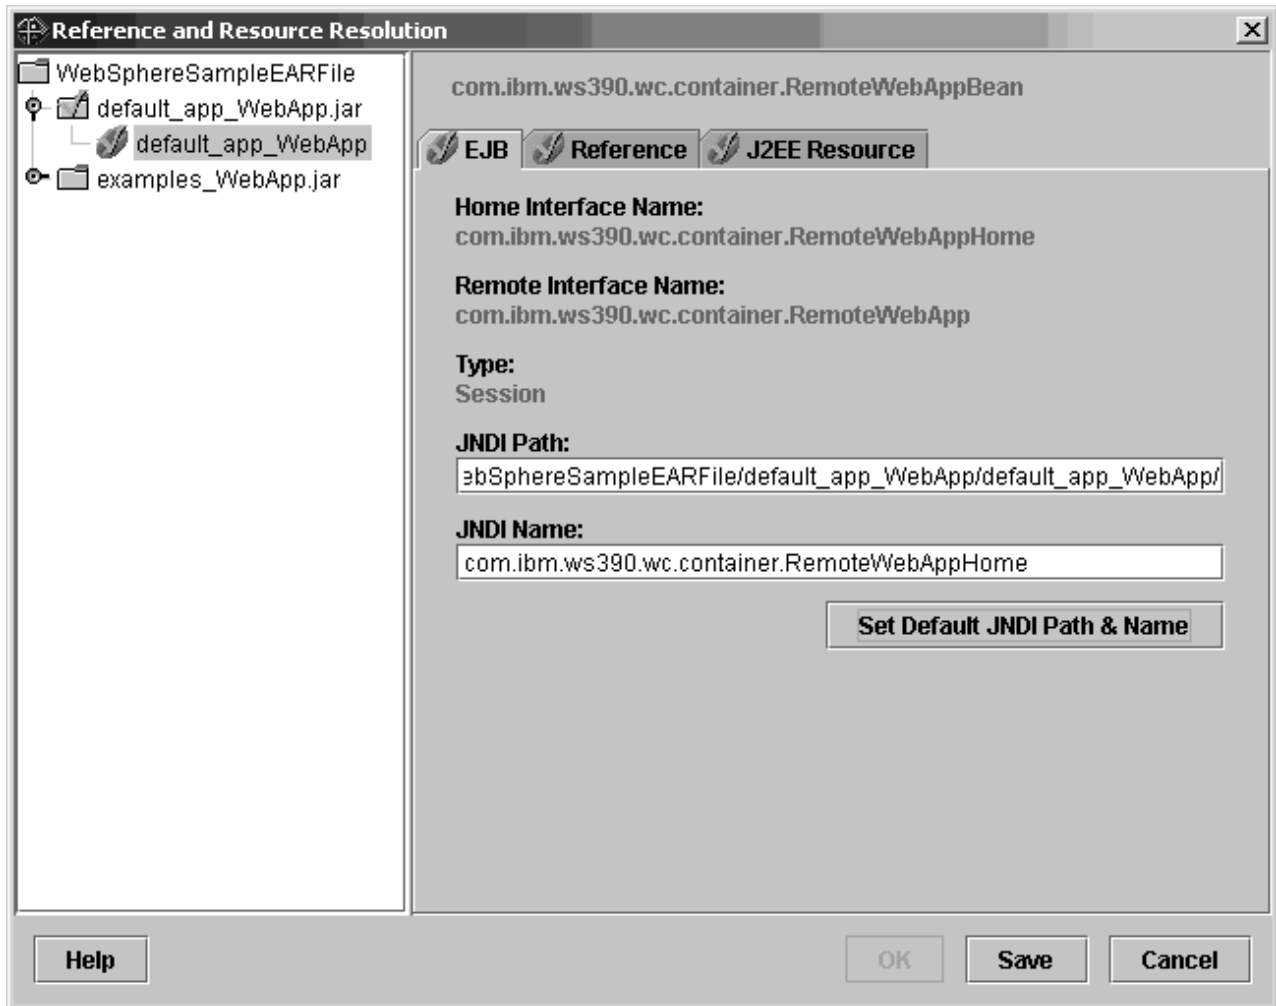 Reference and Resource Resolution
WebSphereSampleEARFile
default_app_WebApp.jar
default_app_WebApp
examples_WebApp.jar
com.ibm.ws390.wc.container.RemoteWebAppBean
EJB
Reference
J2EE Resource
Home Interface Name:
com.ibm.ws390.wc.container.RemoteWebAppHome
Remote Interface Name:
com.ibm.ws390.wc.container.RemoteWebApp
Type:
Session
JNDI Path:
ebSphereSampleEARFile/default_app_WebApp/default_app_WebApp/
JNDI Name:
com.ibm.ws390.wc.container.RemoteWebAppHome
Set Default JNDI Path & Name
Help
OK
Save
Cancel